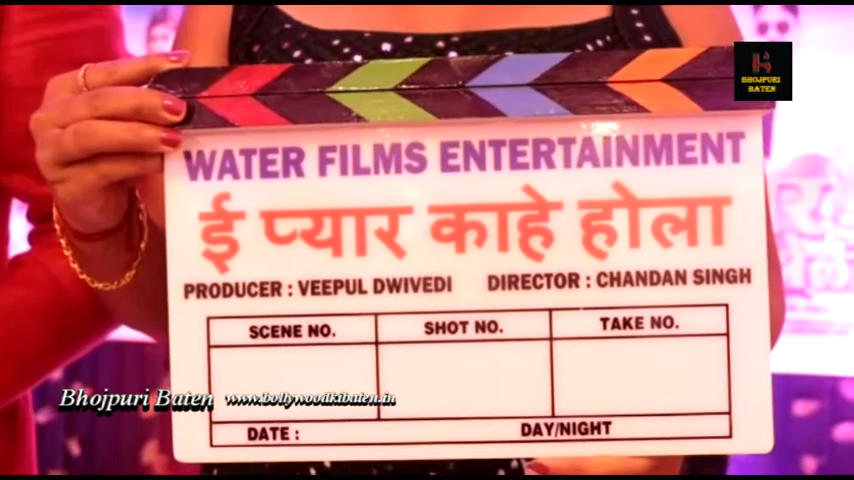 BHOJPURI
BATEN
WATER FILMS ENTERTAINMENT
ई प्यार काहे होला
PRODUCER : VEEPUL DWIVEDI DIRECTOR : CHANDAN SINGH
SCENE NO. SHOT NO. TAKE NO.
Bhojpuri Baten www.bollywoodkibaten.in
DATE : DAY/NIGHT